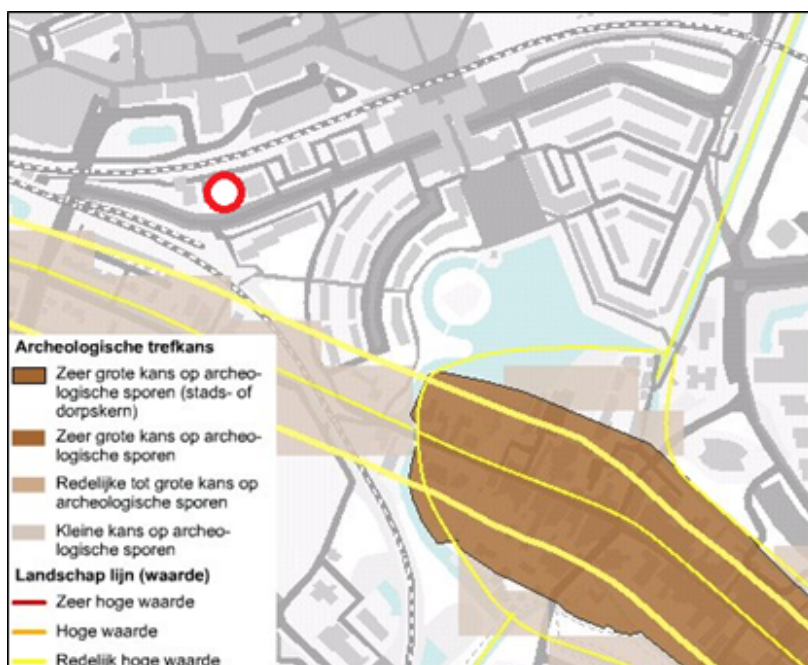 Archeologische trefkans
Zeer grote kans op archeo-
logische sporen (stads- of
dorpskern)
Zeer grote kans op archeo-
logische sporen
Redelijke tot grote kans op
archeologische sporen
Kleine kans op archeo-
logische sporen
Landschap lijn (waarde)
Zeer hoge waarde
Hoge waarde
Redelijk hoge waarde